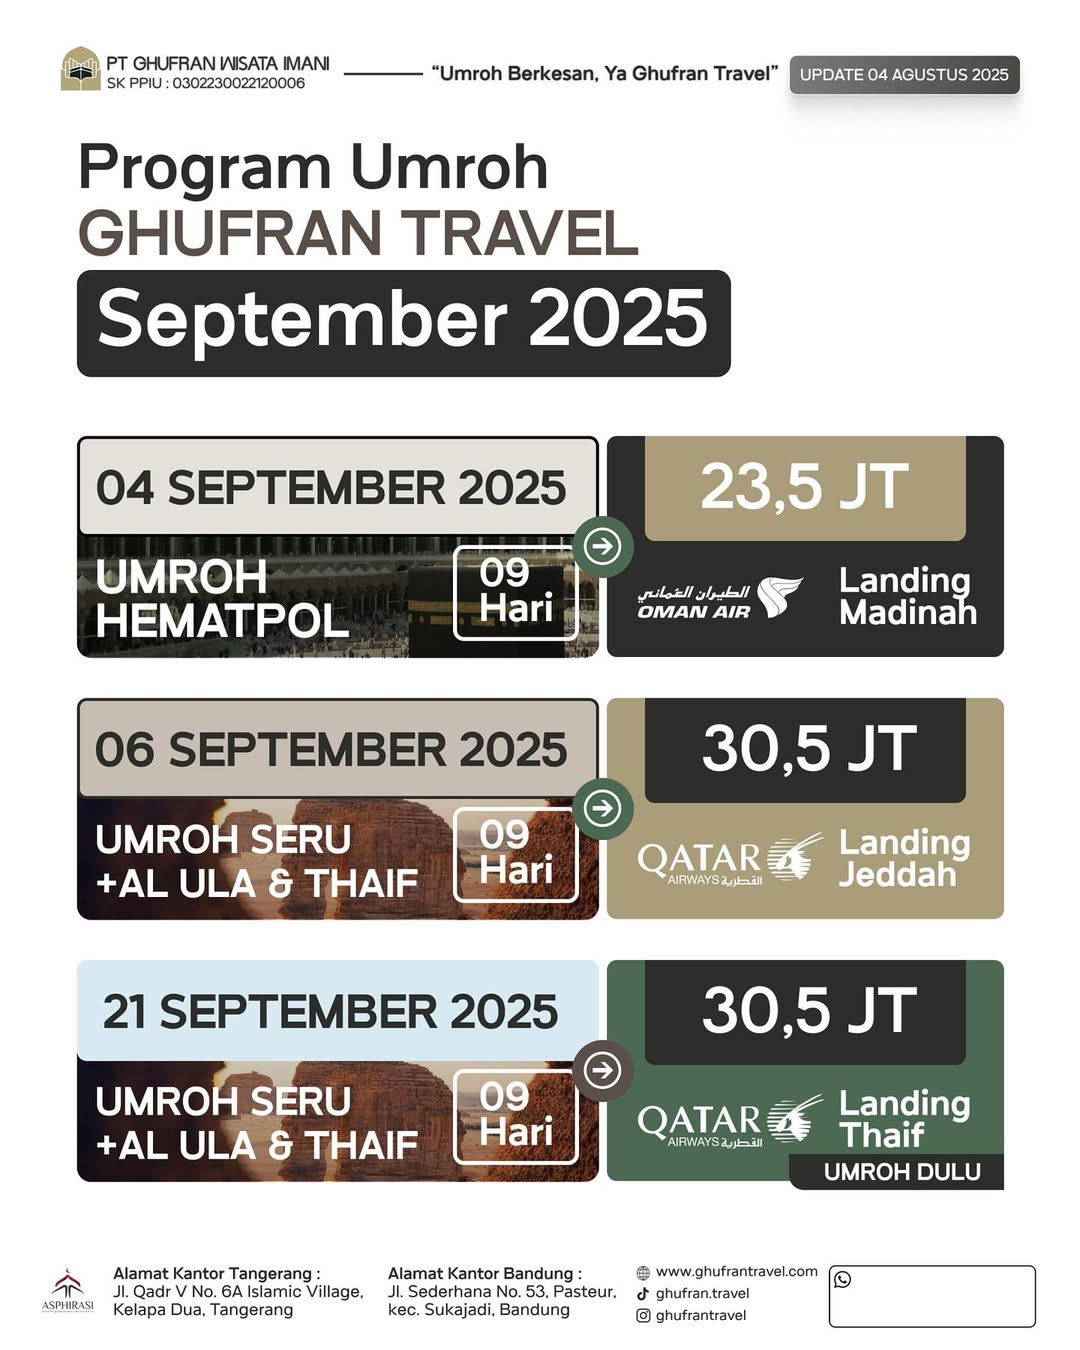 PT GHUFRAN WISATA IMANI
SK PPIU : 0302230022120006
“Umroh Berkesan, Ya Ghufran Travel”
UPDATE 04 AGUSTUS 2025
Program Umroh
GHUFRAN TRAVEL
September 2025
04 SEPTEMBER 2025
UMROH
HEMATPOL
09
Hari
23,5 JT
الطيران العماني
OMAN AIR
Landing
Madinah
06 SEPTEMBER 2025
UMROH SERU
+AL ULA & THAIF
09
Hari
30,5 JT
QATAR
AIRWAYS القطرية
Landing
Jeddah
21 SEPTEMBER 2025
UMROH SERU
+AL ULA & THAIF
09
Hari
30,5 JT
QATAR
AIRWAYS القطرية
Landing
Thaif
UMROH DULU
ASPHIRASI
Alamat Kantor Tangerang :
Jl. Qadr V No. 6A Islamic Village,
Kelapa Dua, Tangerang
Alamat Kantor Bandung :
Jl. Sederhana No. 53, Pasteur,
kec. Sukajadi, Bandung
www.ghufrantravel.com
ghufran.travel
ghufrantravel